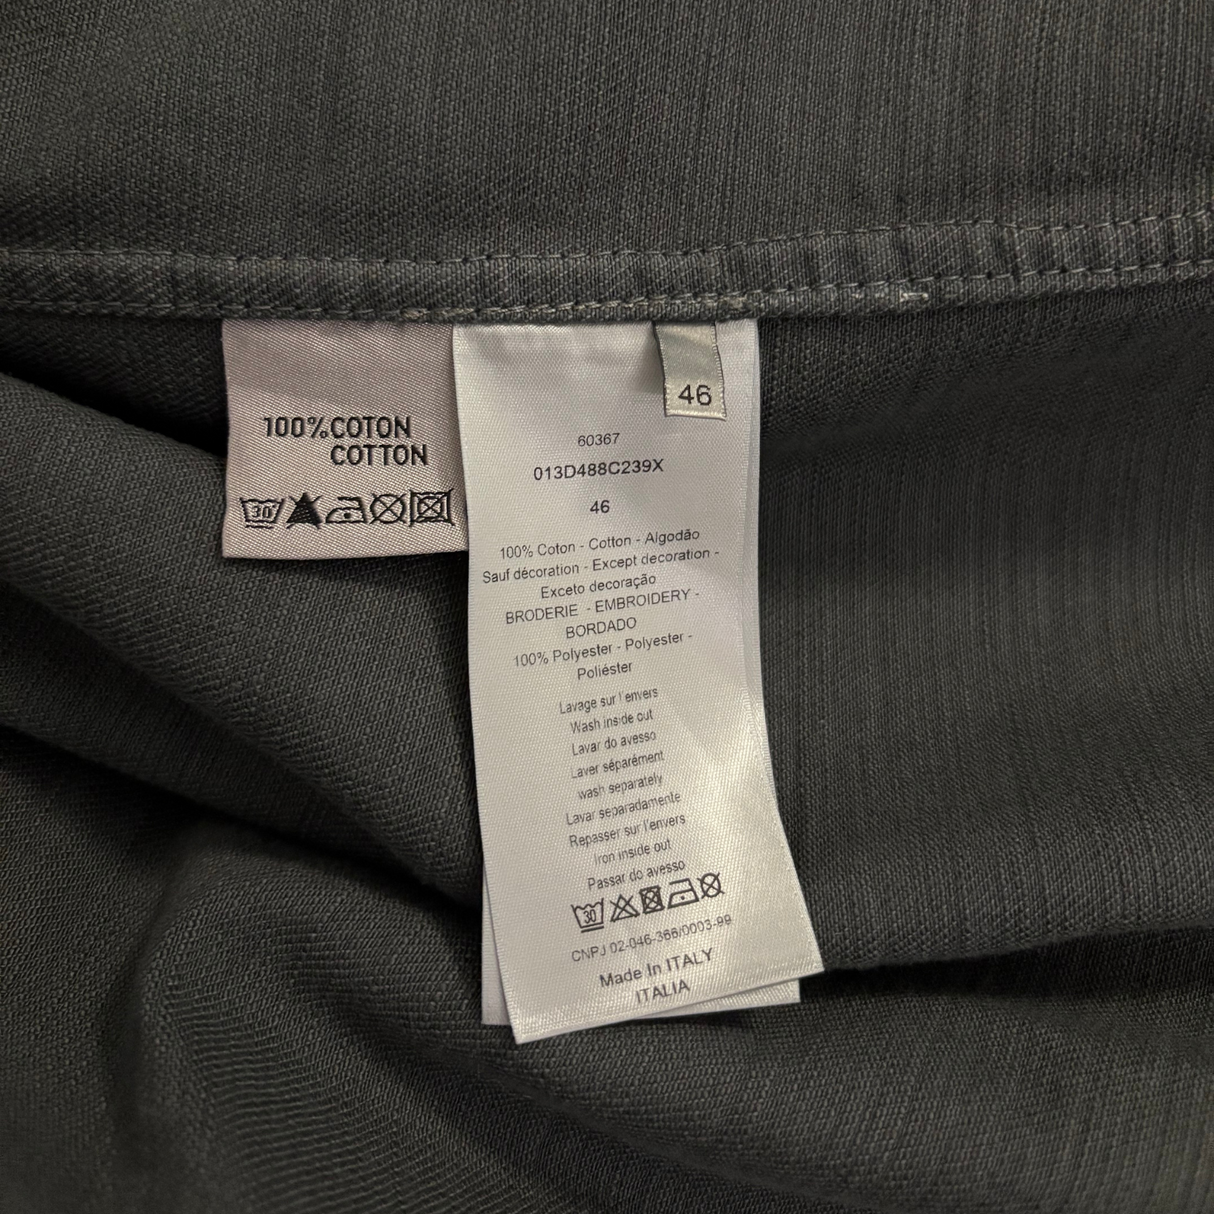 100%COTON
COTTON
30°
46
60367
013D488C239X
46
100% Coton - Cotton - Algodão
Sauf décoration - Except decoration -
Exceto decoração
BRODERIE - EMBROIDERY -
BORDADO
100% Polyester - Polyester -
Poliéster
Lavage sur l'envers
Wash inside out
Lavar do avesso
Laver séparément
wash separately
Lavar separadamente
Repasser sur l'envers
Iron inside out
Passar do avesso
30
CNPJ 02-046-366/0003-99
Made In ITALY
ITALIA